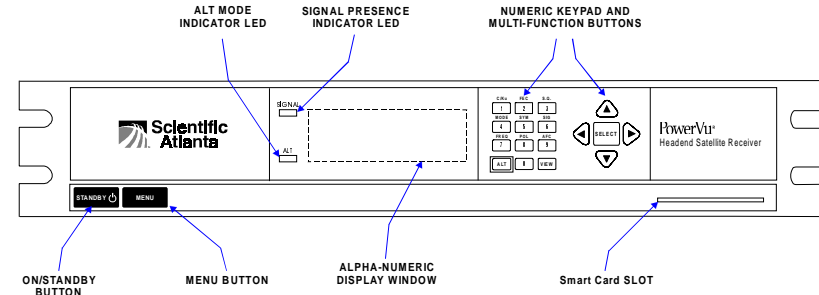 ALT MODE
INDICATOR LED
SIGNAL PRESENCE
INDICATOR LED
NUMERIC KEYPAD AND
MULTI-FUNCTION BUTTONS
SIGNAL
ALT
Scientific
Atlanta
C/No FEC S.Q.
1 2 3
MODE SYM SIG
4 5 6
FREQ POL AFC
7 8 9
ALT 0 VIEW
SELECT
PowerVu
Headend Satellite Receiver
STANDBY
MENU
ON/STANDBY
BUTTON
MENU BUTTON
ALPHA-NUMERIC
DISPLAY WINDOW
Smart Card SLOT